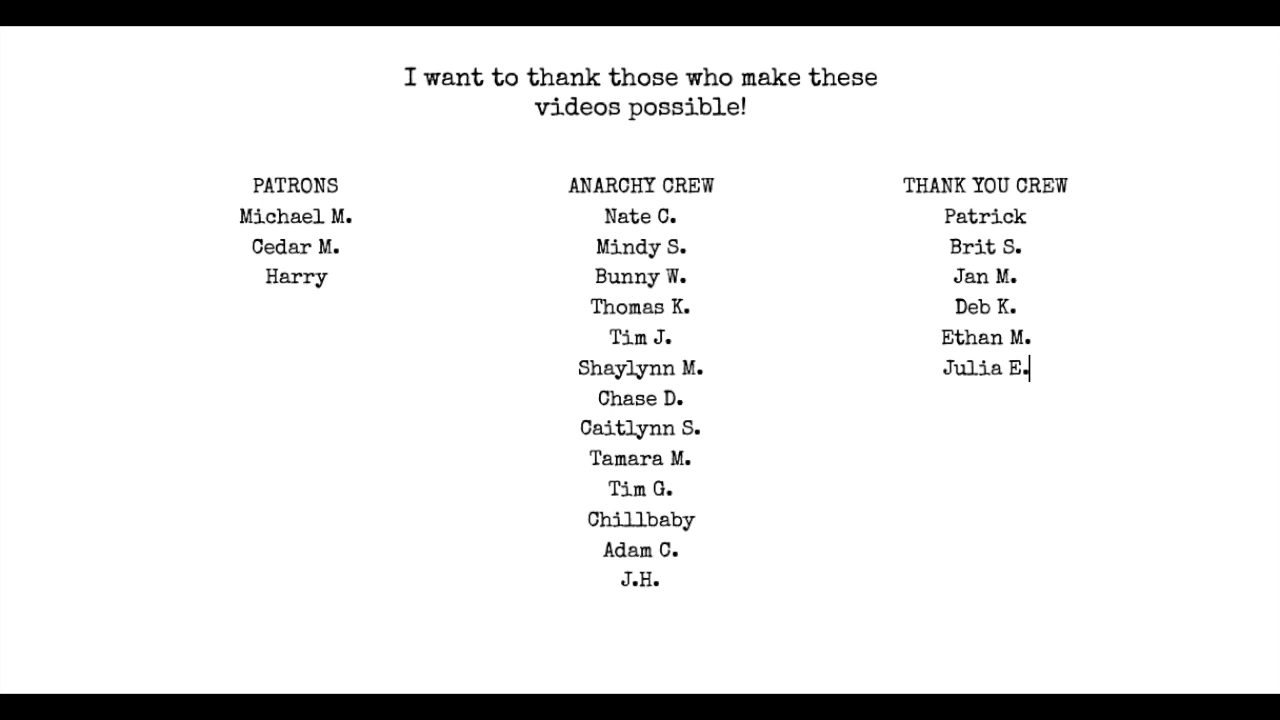 I want to thank those who make these
videos possible!
PATRONS
Michael M.
Cedar M.
Harry
ANARCHY CREW
Nate C.
Mindy S.
Bunny W.
Thomas K.
Tim J.
Shaylynn M.
Chase D.
Caitlynn S.
Tamara M.
Tim G.
Chillbaby
Adam C.
J.H.
THANK YOU CREW
Patrick
Brit S.
Jan M.
Deb K.
Ethan M.
Julia E.